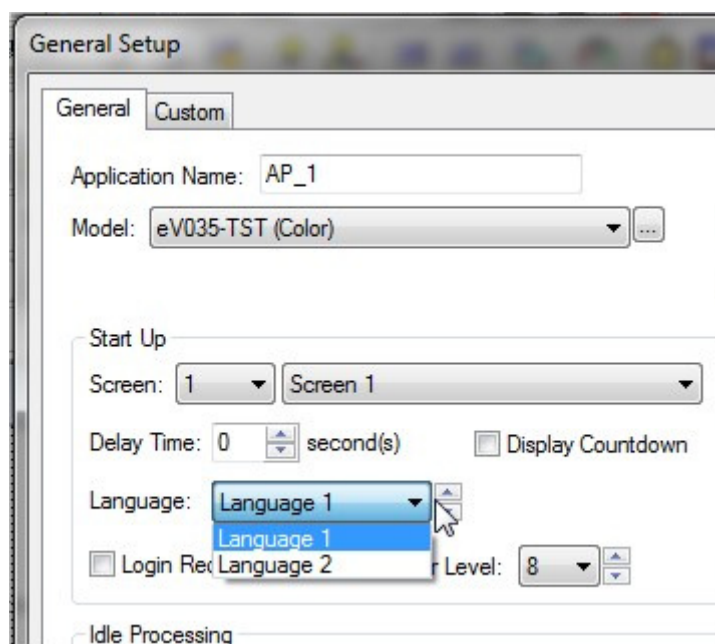 General Setup
General Custom
Application Name: AP_1
Model: eV035-TST (Color) ...
Start Up
Screen: 1 Screen 1
Delay Time: 0 second(s) Display Countdown
Language: Language 1
Language 1
Login Rec Language 2 r Level: 8
Idle Processing